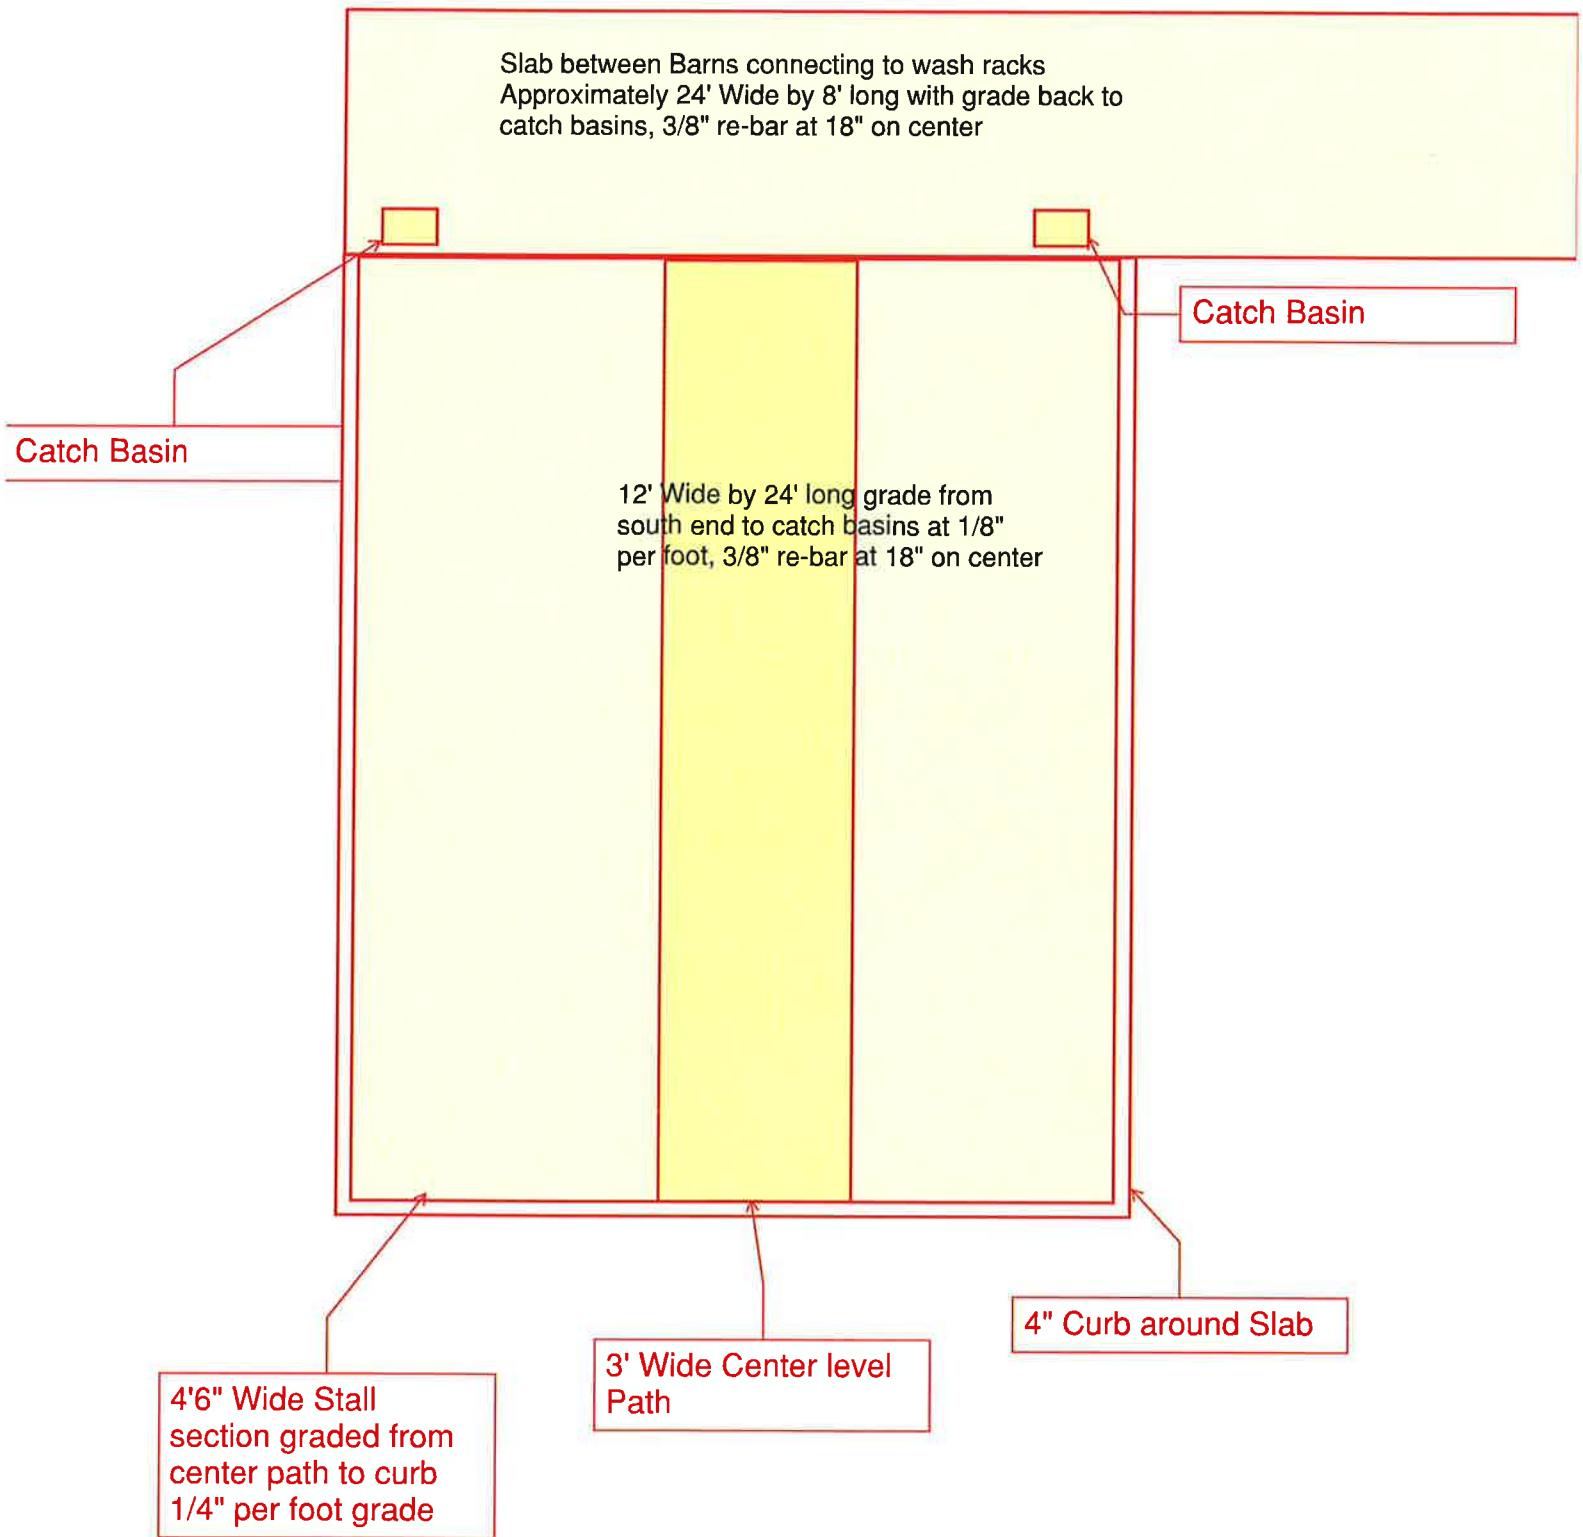 Slab between Barns connecting to wash racks
Approximately 24' Wide by 8' long with grade back to
catch basins, 3/8" re-bar at 18" on center
Catch Basin
Catch Basin
12' Wide by 24' long grade from
south end to catch basins at 1/8"
per foot, 3/8" re-bar at 18" on center
4" Curb around Slab
3' Wide Center level
Path
4'6" Wide Stall
section graded from
center path to curb
1/4" per foot grade